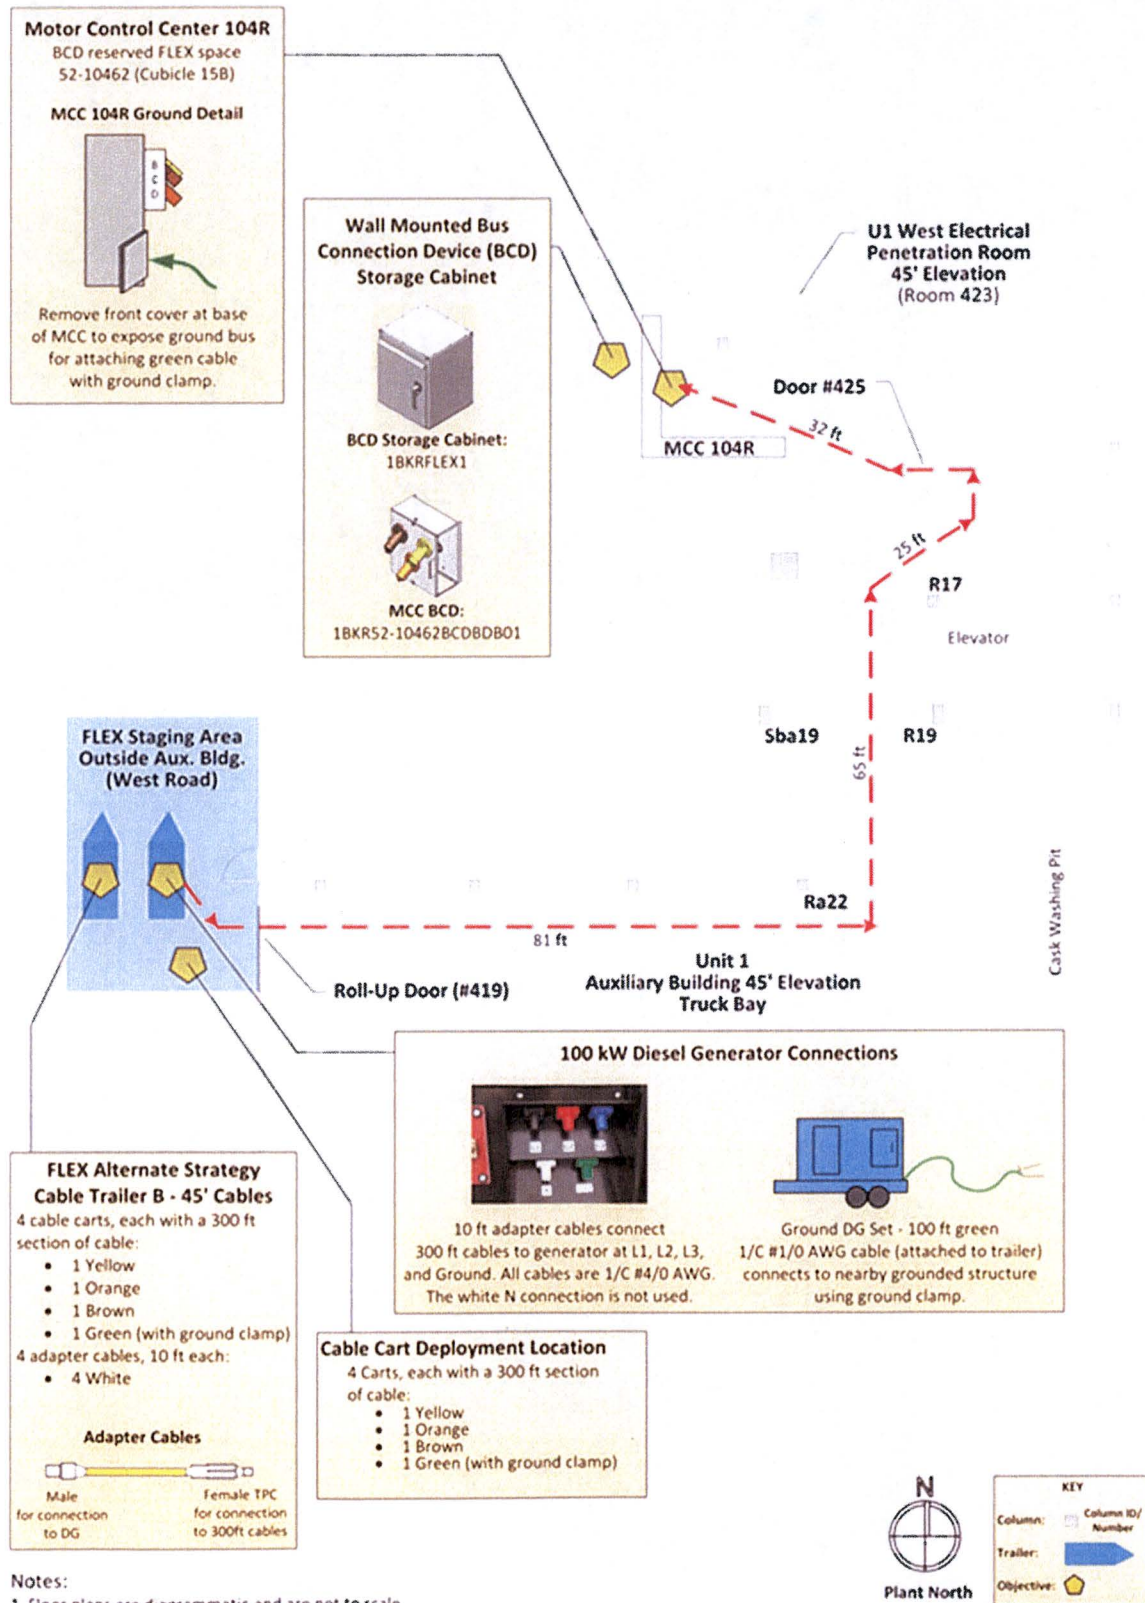 Motor Control Center 104R
BCD reserved FLEX space
52-10462 (Cubicle 15B)
MCC 104R Ground Detail
B
C
D
Remove front cover at base
of MCC to expose ground bus
for attaching green cable
with ground clamp.
Wall Mounted Bus
Connection Device (BCD)
Storage Cabinet
BCD Storage Cabinet:
1BKRFLEX1
MCC BCD:
1BKR52-10462BCDBDB01
U1 West Electrical
Penetration Room
45' Elevation
(Room 423)
Door #425
32 ft
MCC 104R
25 ft
R17
Elevator
Sba19
R19
65 ft
FLEX Staging Area
Outside Aux. Bldg.
(West Road)
Ra22
Cask Washing Pit
81 ft
Unit 1
Auxiliary Building 45' Elevation
Truck Bay
Roll-Up Door (#419)
100 kW Diesel Generator Connections
10 ft adapter cables connect
300 ft cables to generator at L1, L2, L3,
and Ground. All cables are 1/C #4/0 AWG.
The white N connection is not used.
Ground DG Set - 100 ft green
1/C #1/0 AWG cable (attached to trailer)
connects to nearby grounded structure
using ground clamp.
FLEX Alternate Strategy
Cable Trailer B - 45' Cables
4 cable carts, each with a 300 ft
section of cable:
• 1 Yellow
• 1 Orange
• 1 Brown
• 1 Green (with ground clamp)
4 adapter cables, 10 ft each:
• 4 White
Adapter Cables
Male
for connection
to DG
Female TPC
for connection
to 300ft cables
Cable Cart Deployment Location
4 Carts, each with a 300 ft section
of cable:
• 1 Yellow
• 1 Orange
• 1 Brown
• 1 Green (with ground clamp)
N
Plant North
KEY
Column:
Column ID/
Number
Trailer:
Objective:
Notes:
1. Floor plans are diagrammatic and are not to scale